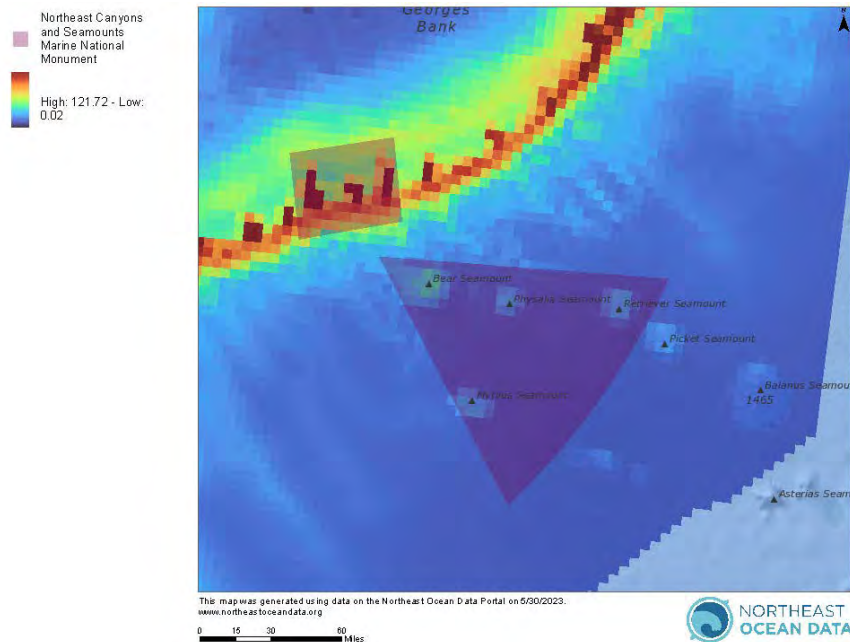 Northeast Canyons
and Seamounts
Marine National
Monument
High: 121.72 - Low:
0.02
Georges
Bank
Bear Seamount
Physalia Seamount
Retriever Seamount
Picket Seamount
Mytilus Seamount
Balanus Seamou
1465
Asterias Seam
This map was generated using data on the Northeast Ocean Data Portal on 5/30/2023.
www.northeastoceandata.org
0 15 30 60
Miles
NORTHEAST
OCEAN DATA